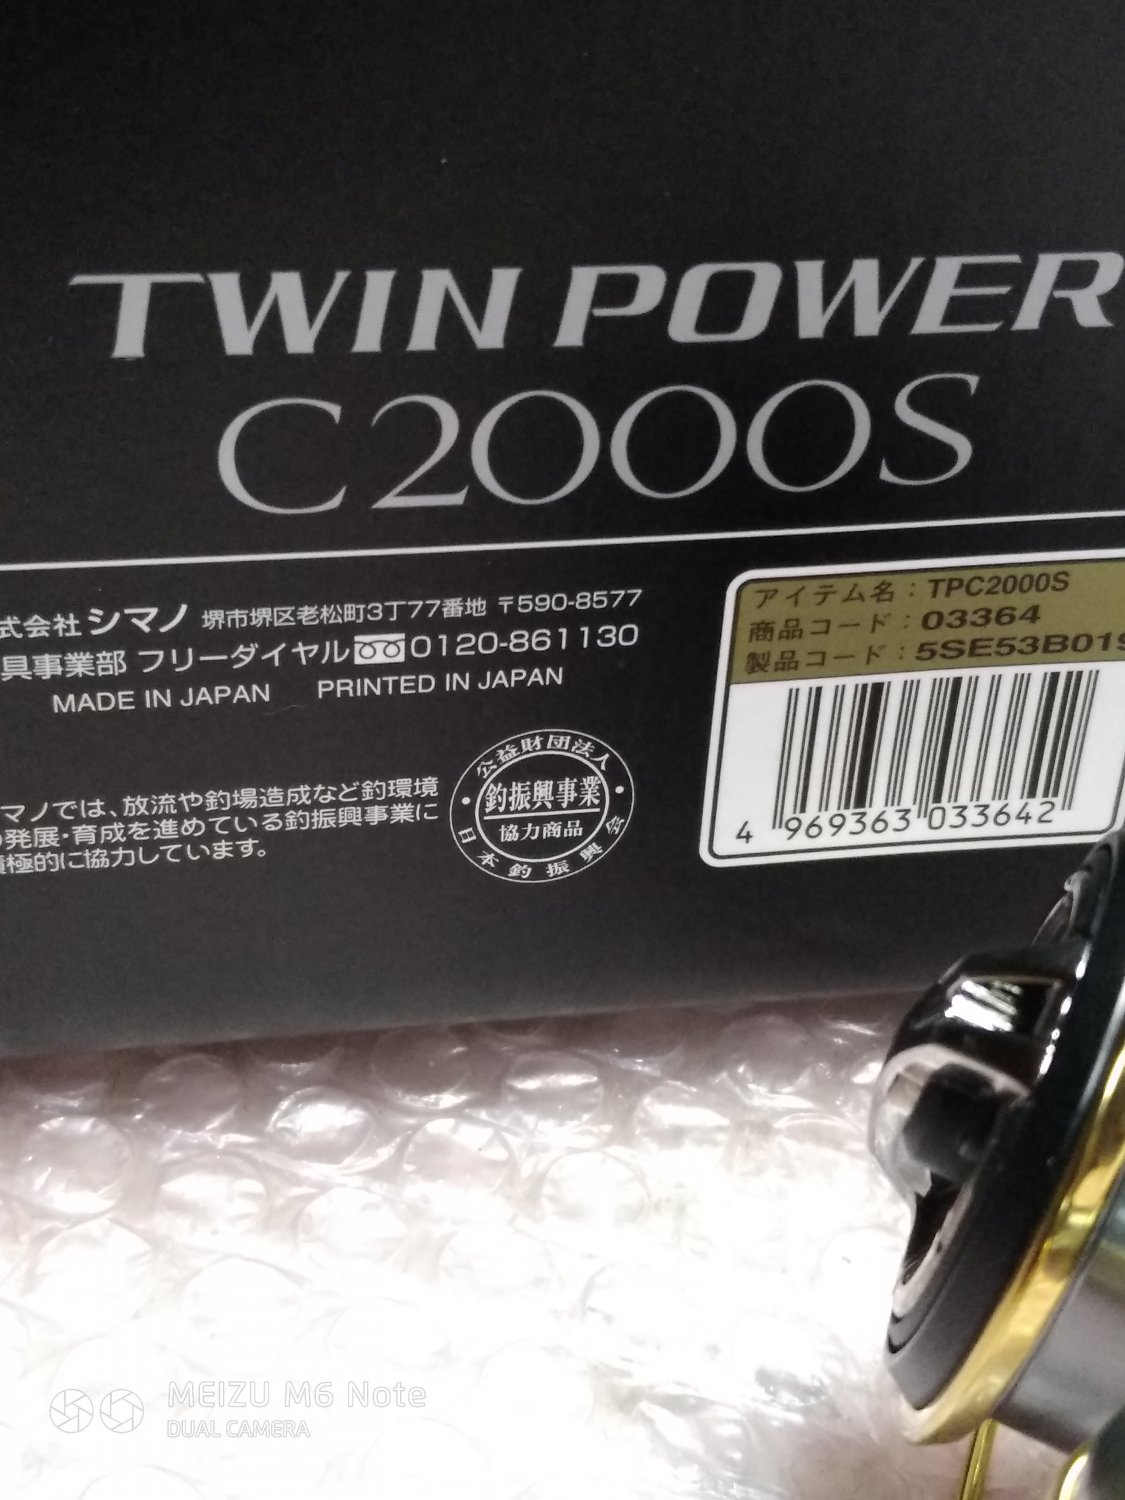 TWIN POWER
C2000S
式会社 シマノ 堺市堺区老松町3丁77番地 〒590-8577
具事業部 フリーダイヤル 0120-861130
MADE IN JAPAN PRINTED IN JAPAN
マノでは、放流や釣場造成など釣環境
発展・育成を進めている釣振興事業に
極的に協力しています。
公益財団法人
釣振興事業
協力商品
日本釣振興会
アイテム名：TPC2000S
商品コード：03364
製品コード：5SE53B019
4 969363 033642
MEIZU M6 Note
DUAL CAMERA